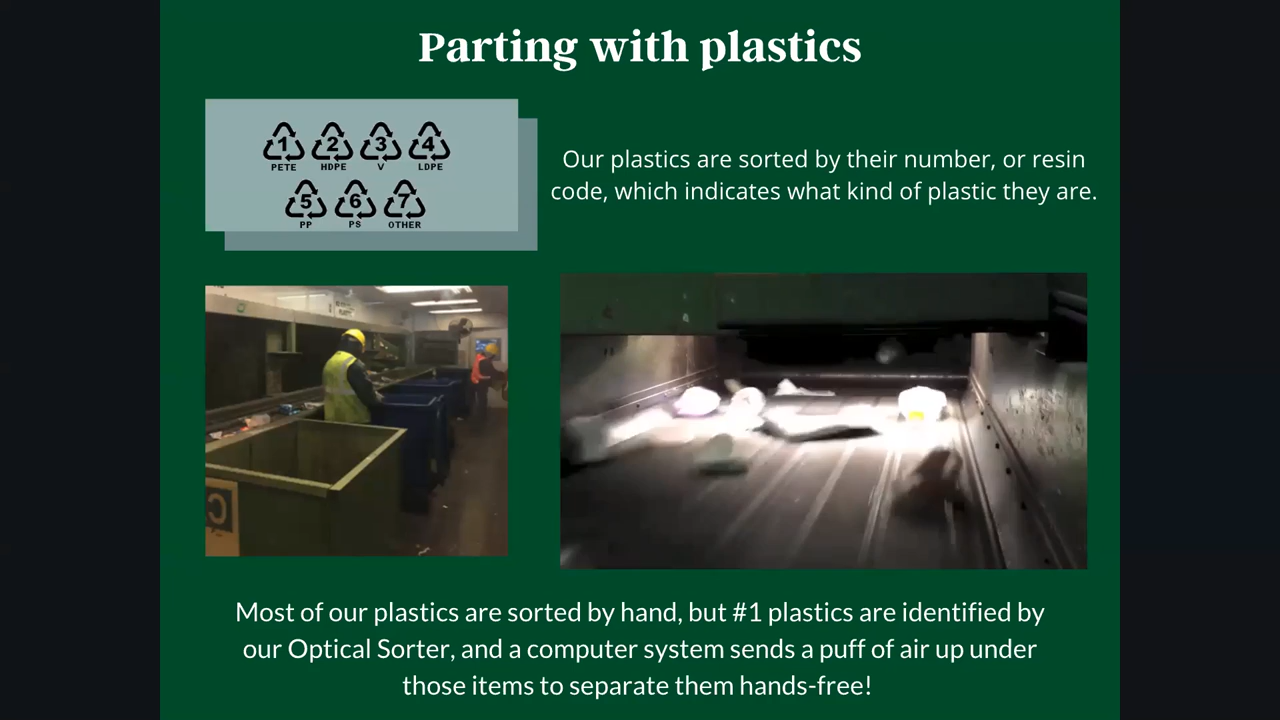 Parting with plastics
1 2 3 4
PETE HDPE V LDPE
5 6 7
PP PS OTHER
Our plastics are sorted by their number, or resin
code, which indicates what kind of plastic they are.
Most of our plastics are sorted by hand, but #1 plastics are identified by
our Optical Sorter, and a computer system sends a puff of air up under
those items to separate them hands-free!